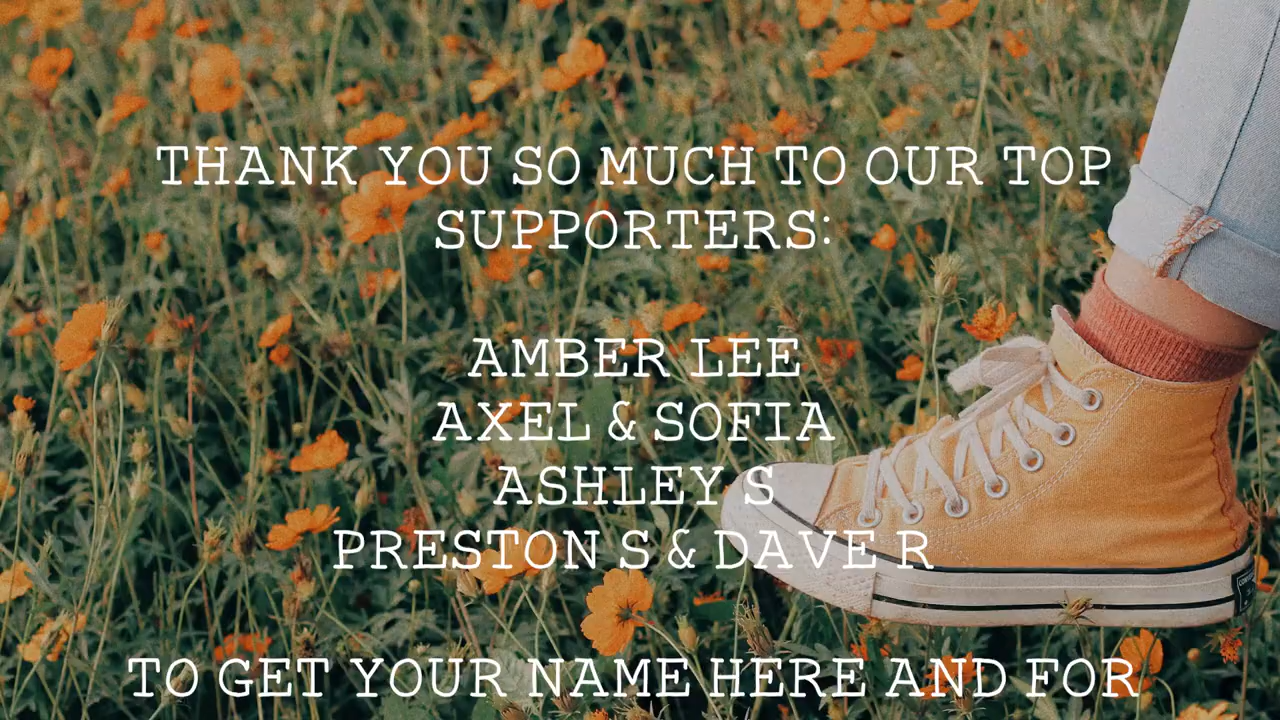 THANK YOU SO MUCH TO OUR TOP
SUPPORTERS:
AMBER LEE
AXEL & SOFIA
ASHLEY S
PRESTON S & DAVE R
TO GET YOUR NAME HERE AND FOR